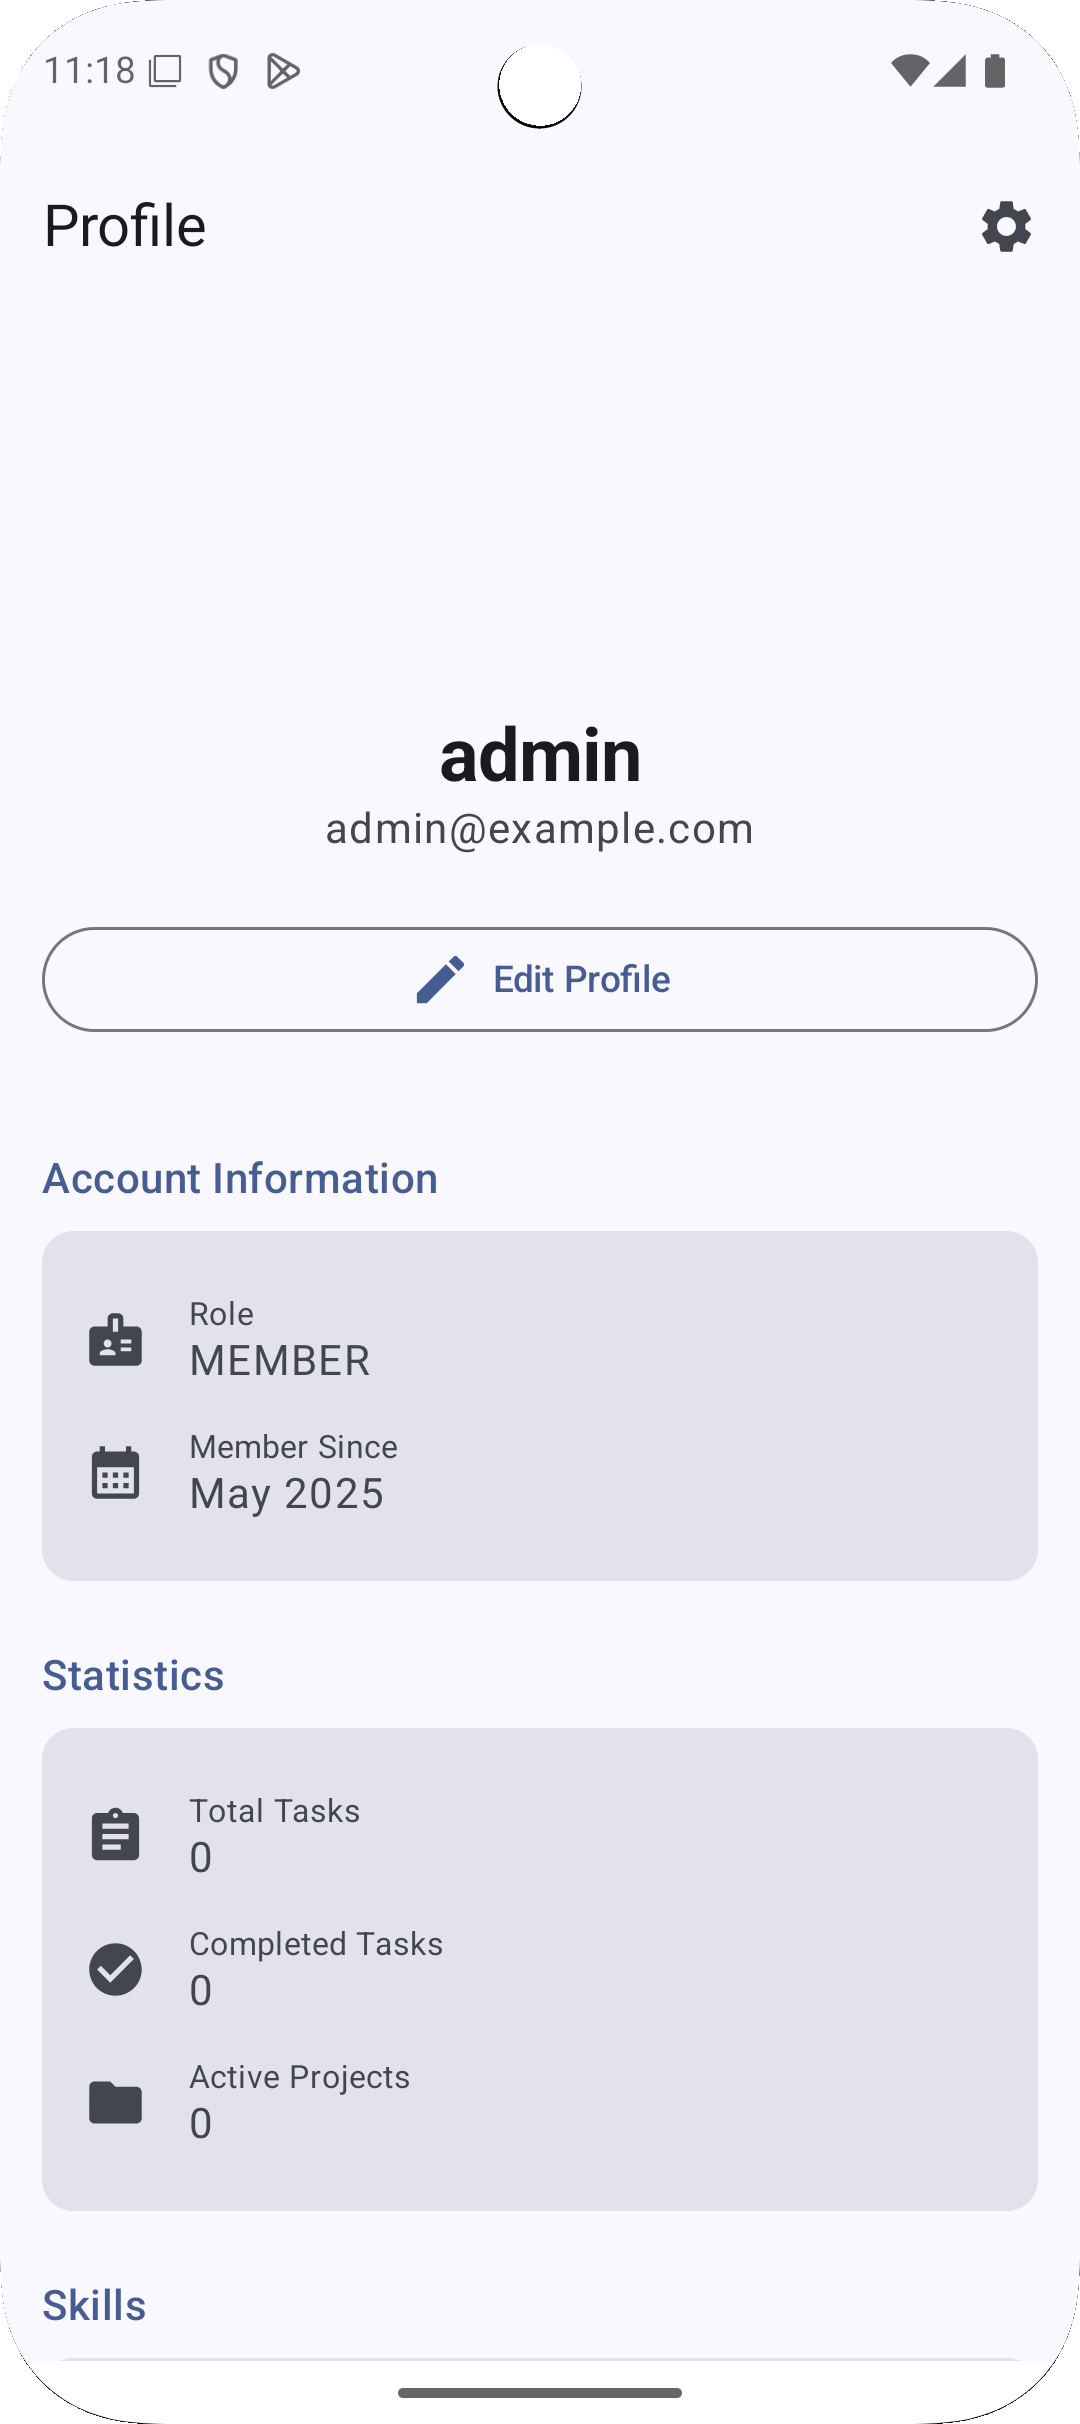 11:18
Profile
admin
admin@example.com
Edit Profile
Account Information
Role
MEMBER
Member Since
May 2025
Statistics
Total Tasks
0
Completed Tasks
0
Active Projects
0
Skills